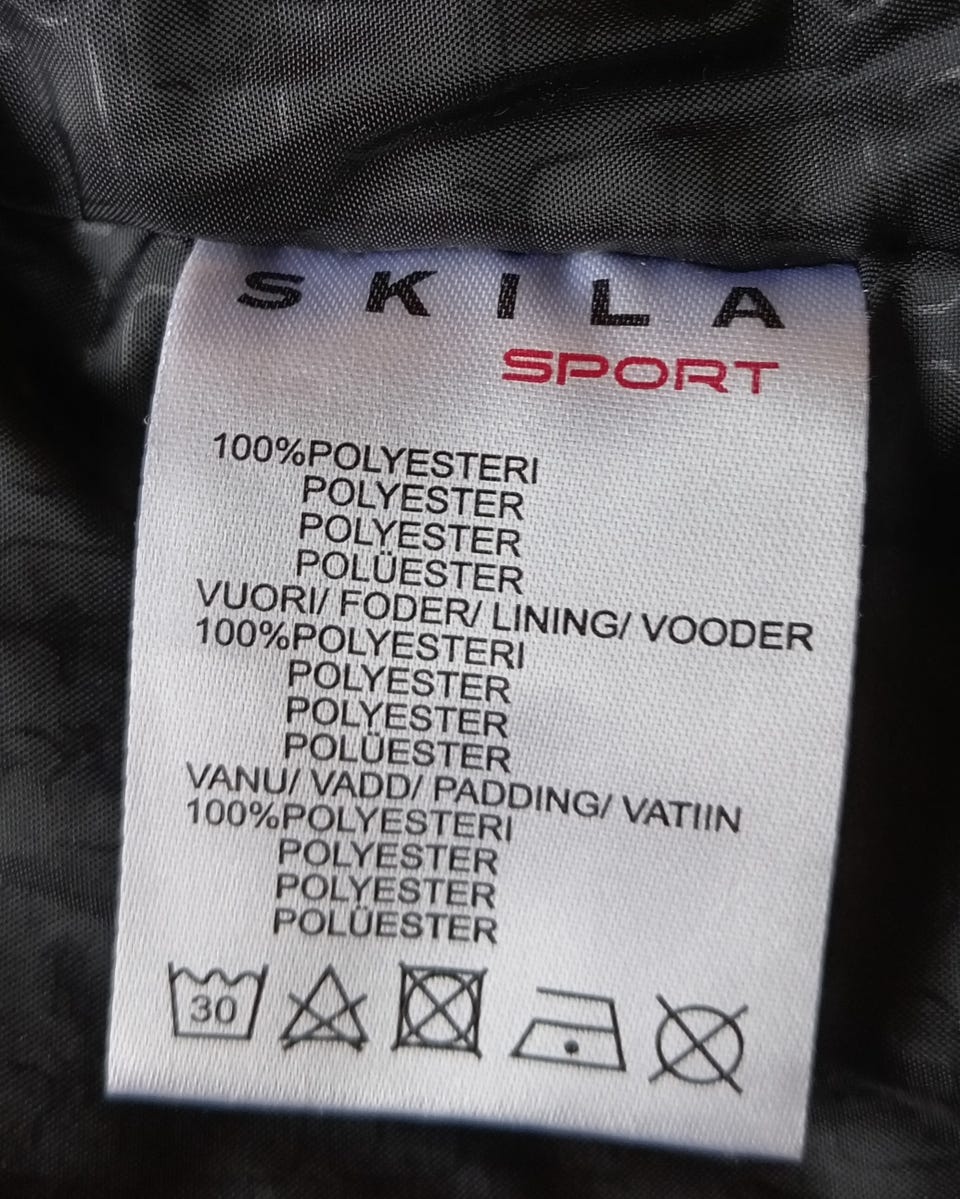 SKILA
SPORT
100%POLYESTERI
POLYESTER
POLYESTER
POLÜESTER
VUORI/ FODER/ LINING/ VOODER
100%POLYESTERI
POLYESTER
POLYESTER
POLÜESTER
VANU/ VADD/ PADDING/ VATIIN
100%POLYESTERI
POLYESTER
POLYESTER
POLÜESTER
30